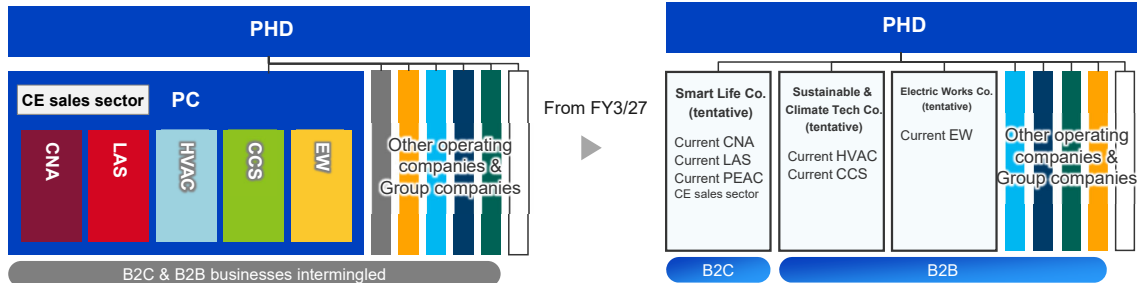 PHD
CE sales sector
PC
CNA
LAS
HVAC
CCS
EW
Other operating
companies &
Group companies
B2C & B2B businesses intermingled
From FY3/27
PHD
Smart Life Co.
(tentative)
Current CNA
Current LAS
Current PEAC
CE sales sector
Sustainable &
Climate Tech Co.
(tentative)
Current HVAC
Current CCS
Electric Works Co.
(tentative)
Current EW
Other operating
companies &
Group companies
B2C
B2B